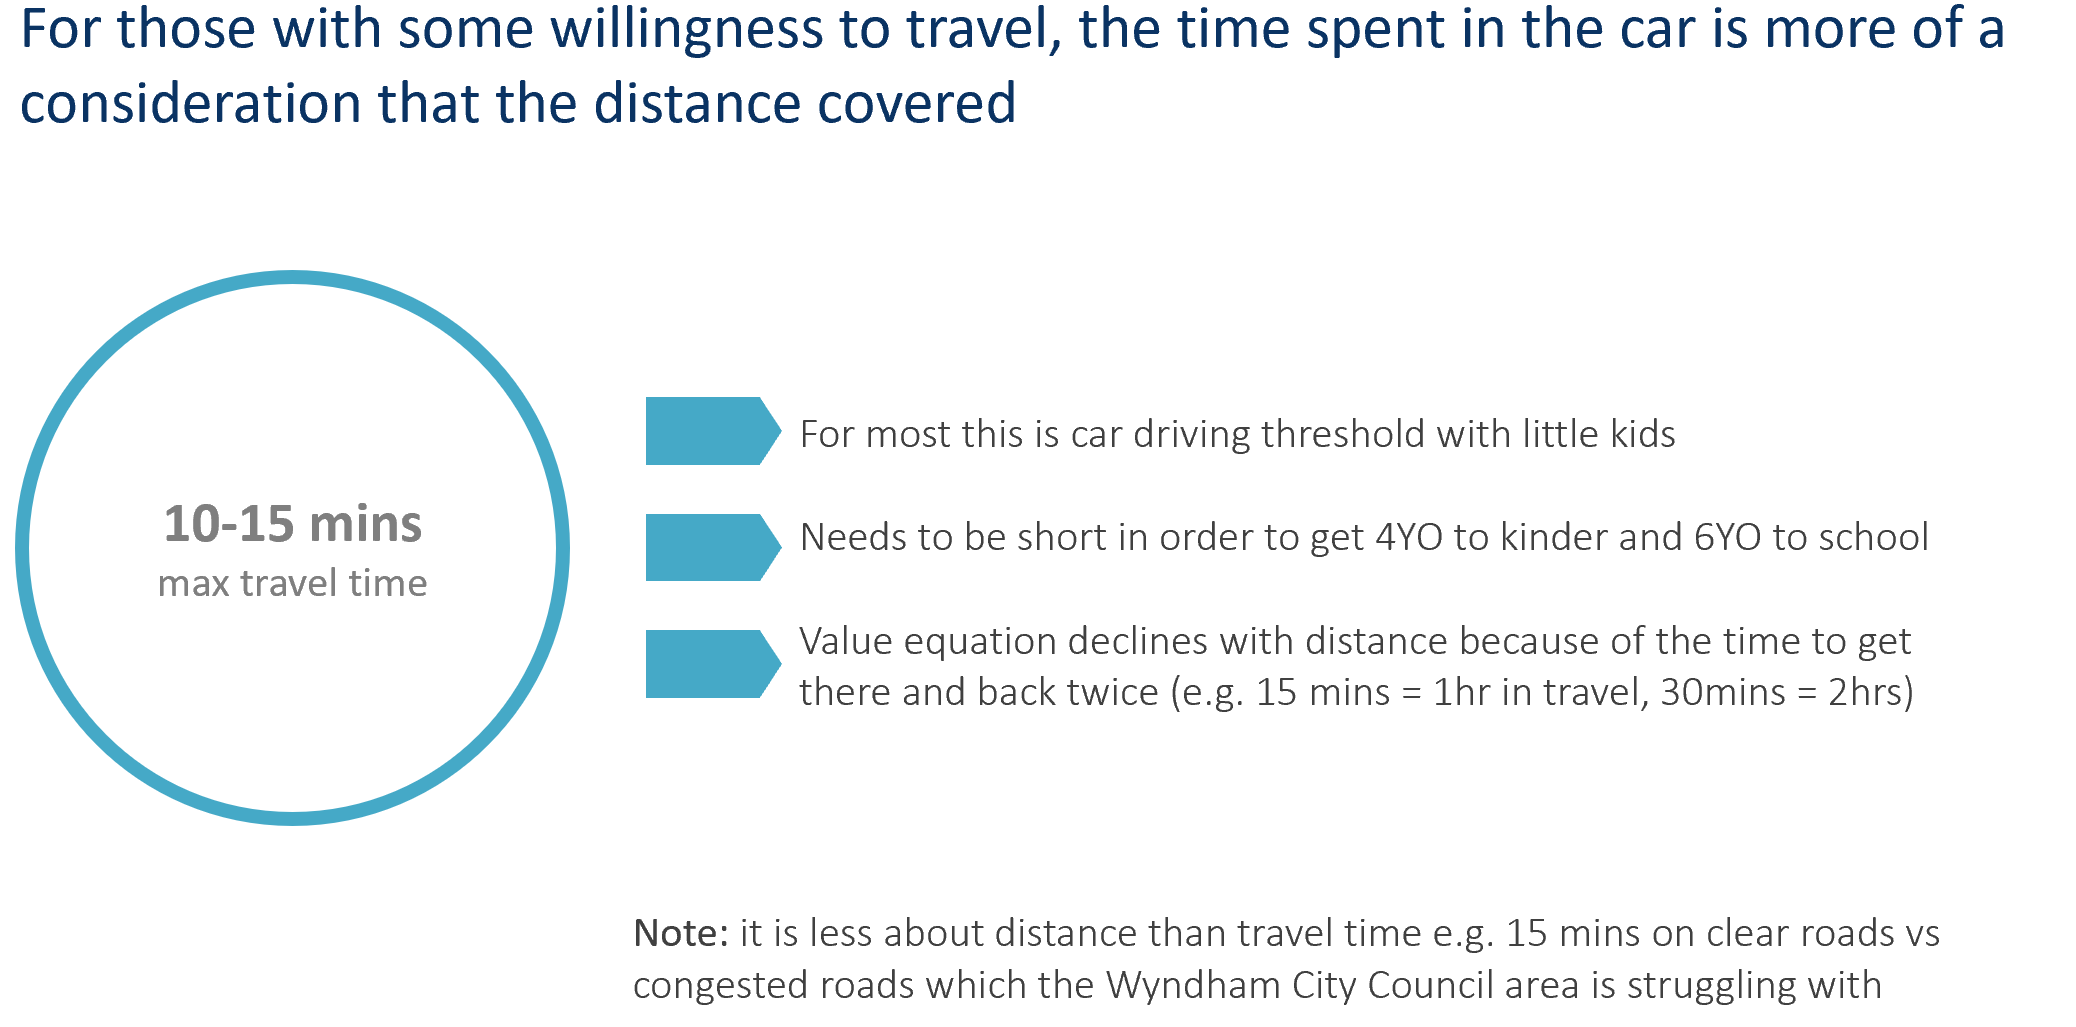 For those with some willingness to travel, the time spent in the car is more of a
consideration that the distance covered
10-15 mins
max travel time
For most this is car driving threshold with little kids
Needs to be short in order to get 4YO to kinder and 6YO to school
Value equation declines with distance because of the time to get
there and back twice (e.g. 15 mins = 1hr in travel, 30mins = 2hrs)
Note: it is less about distance than travel time e.g. 15 mins on clear roads vs
congested roads which the Wyndham City Council area is struggling with